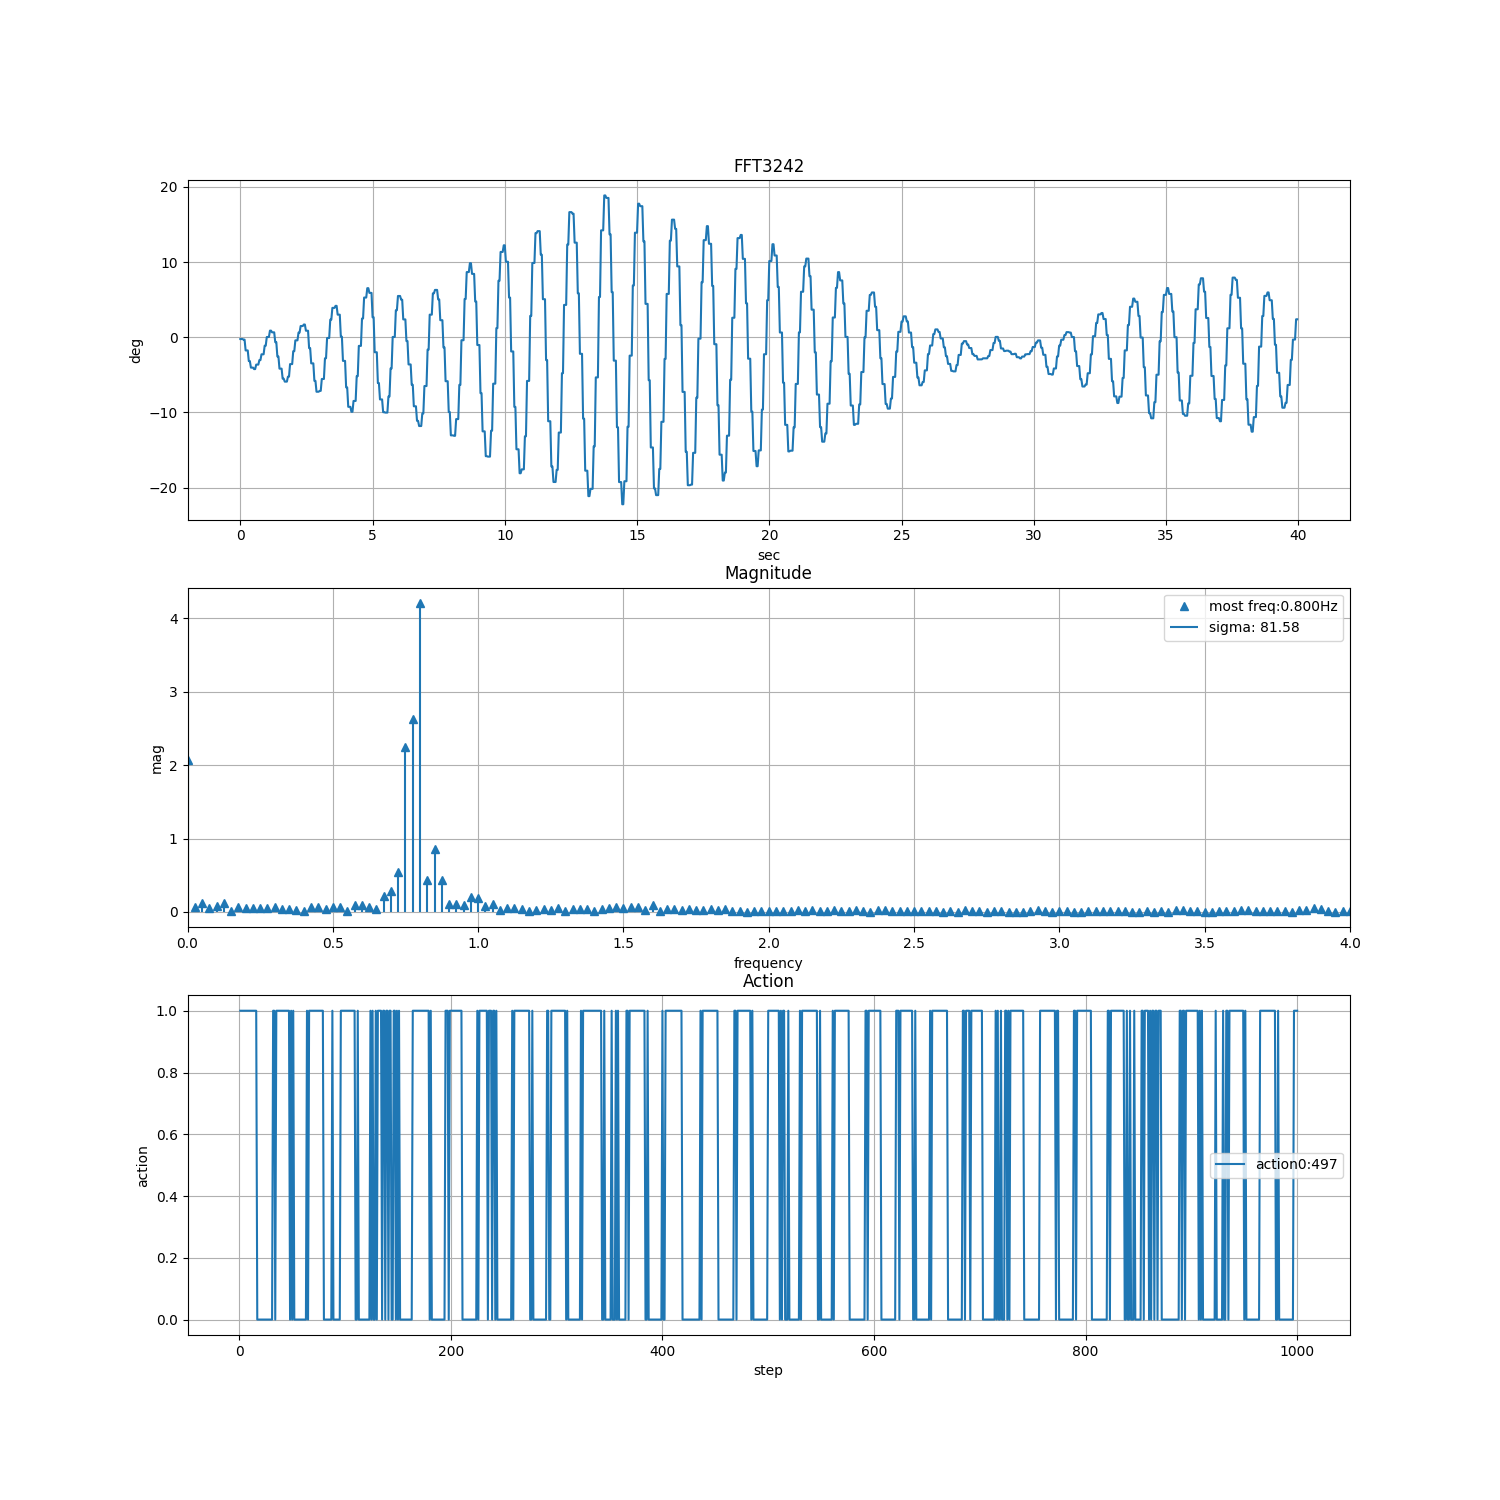 FFT3242
20
10
0
−10
−20
deg
0 5 10 15 20 25 30 35 40
sec
Magnitude
4
3
2
1
0
mag
most freq:0.800Hz
sigma: 81.58
0.0 0.5 1.0 1.5 2.0 2.5 3.0 3.5 4.0
frequency
Action
1.0
0.8
0.6
0.4
0.2
0.0
action
action0:497
0 200 400 600 800 1000
step